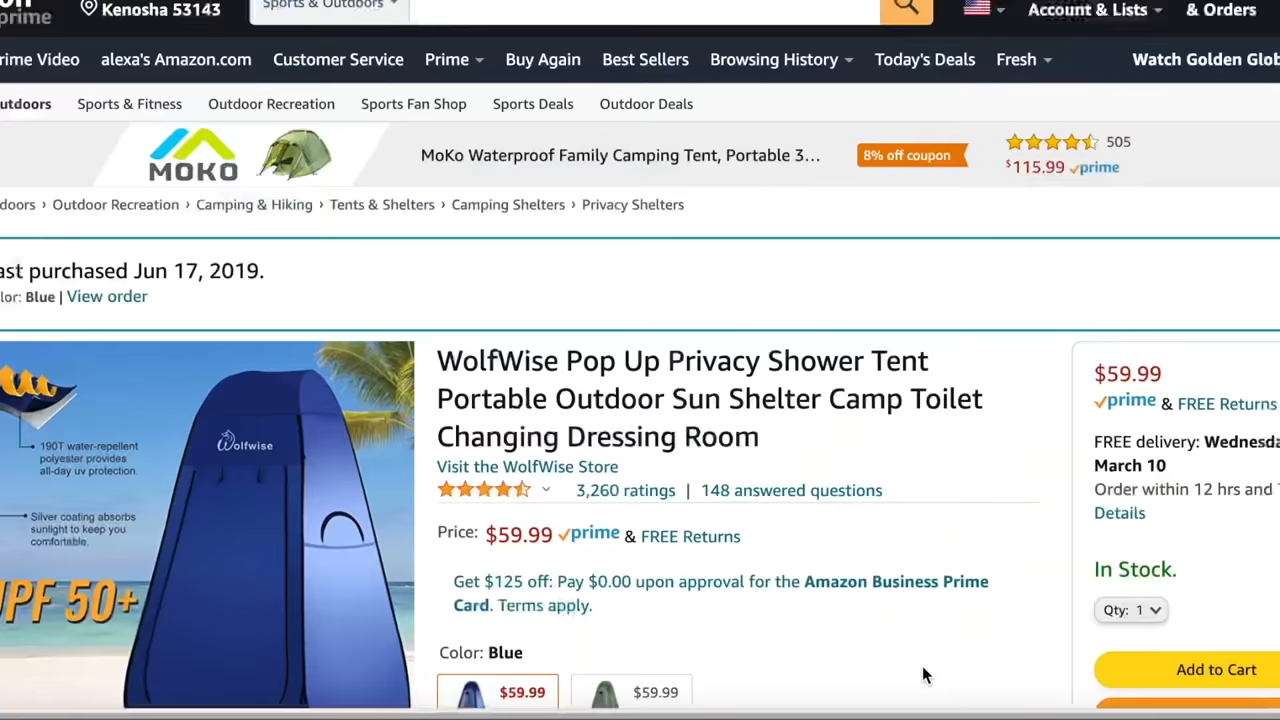 prime
Kenosha 53143
Sports & Outdoors
Account & Lists
& Orders
Prime Video
alexa's Amazon.com
Customer Service
Prime
Buy Again
Best Sellers
Browsing History
Today's Deals
Fresh
Watch Golden Glob
utdoors
Sports & Fitness
Outdoor Recreation
Sports Fan Shop
Sports Deals
Outdoor Deals
MOKO
MoKo Waterproof Family Camping Tent, Portable 3...
8% off coupon
505
$115.99 prime
doors › Outdoor Recreation › Camping & Hiking › Tents & Shelters › Camping Shelters › Privacy Shelters
ast purchased Jun 17, 2019.
lor: Blue | View order
190T water-repellent
polyester provides
all-day uv protection.
Silver coating absorbs
sunlight to keep you
comfortable.
UPF 50+
Wolfwise
WolfWise Pop Up Privacy Shower Tent
Portable Outdoor Sun Shelter Camp Toilet
Changing Dressing Room
Visit the WolfWise Store
3,260 ratings | 148 answered questions
Price: $59.99 prime & FREE Returns
Get $125 off: Pay $0.00 upon approval for the Amazon Business Prime
Card. Terms apply.
Color: Blue
$59.99
$59.99
$59.99
prime & FREE Returns
FREE delivery: Wednesda
March 10
Order within 12 hrs and
Details
In Stock.
Qty: 1
Add to Cart